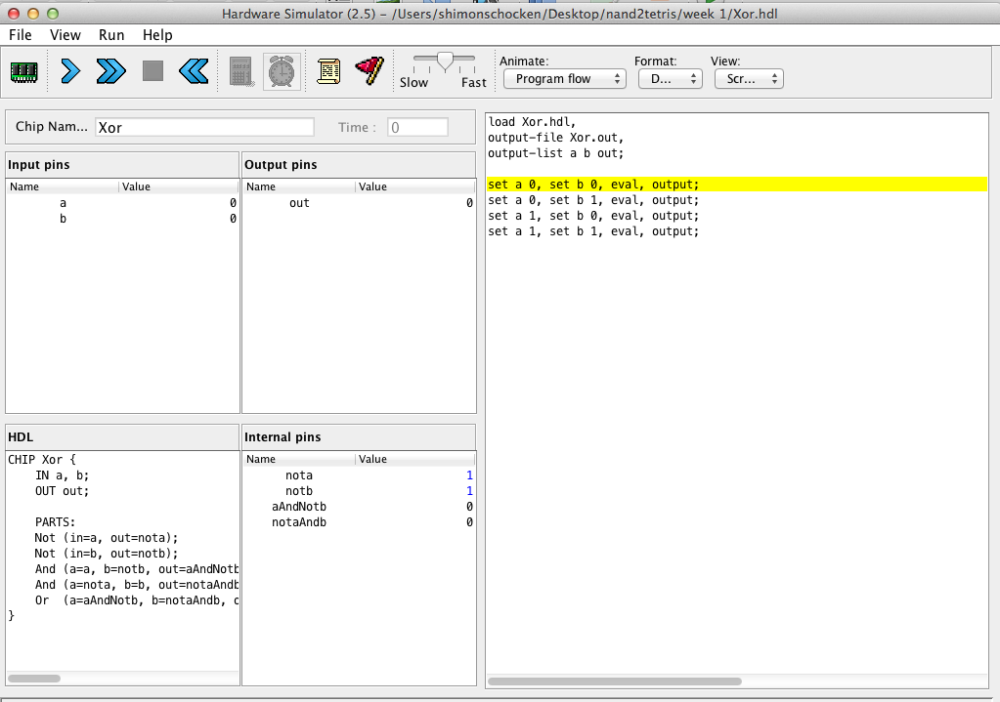 Hardware Simulator (2.5) – /Users/shimonschocken/Desktop/nand2tetris/week 1/Xor.hdl
File View Run Help
Animate: Format: View:
Slow Fast Program flow D... Scr...
Chip Nam... Xor Time : 0
Input pins
Name Value
a 0
b 0
Output pins
Name Value
out 0
HDL
CHIP Xor {
IN a, b;
OUT out;
PARTS:
Not (in=a, out=nota);
Not (in=b, out=notb);
And (a=a, b=notb, out=aAndNotb
And (a=nota, b=b, out=notaAndb
Or (a=aAndNotb, b=notaAndb, o
}
Internal pins
Name Value
nota 1
notb 1
aAndNotb 0
notaAndb 0
load Xor.hdl,
output-file Xor.out,
output-list a b out;
set a 0, set b 0, eval, output;
set a 0, set b 1, eval, output;
set a 1, set b 0, eval, output;
set a 1, set b 1, eval, output;